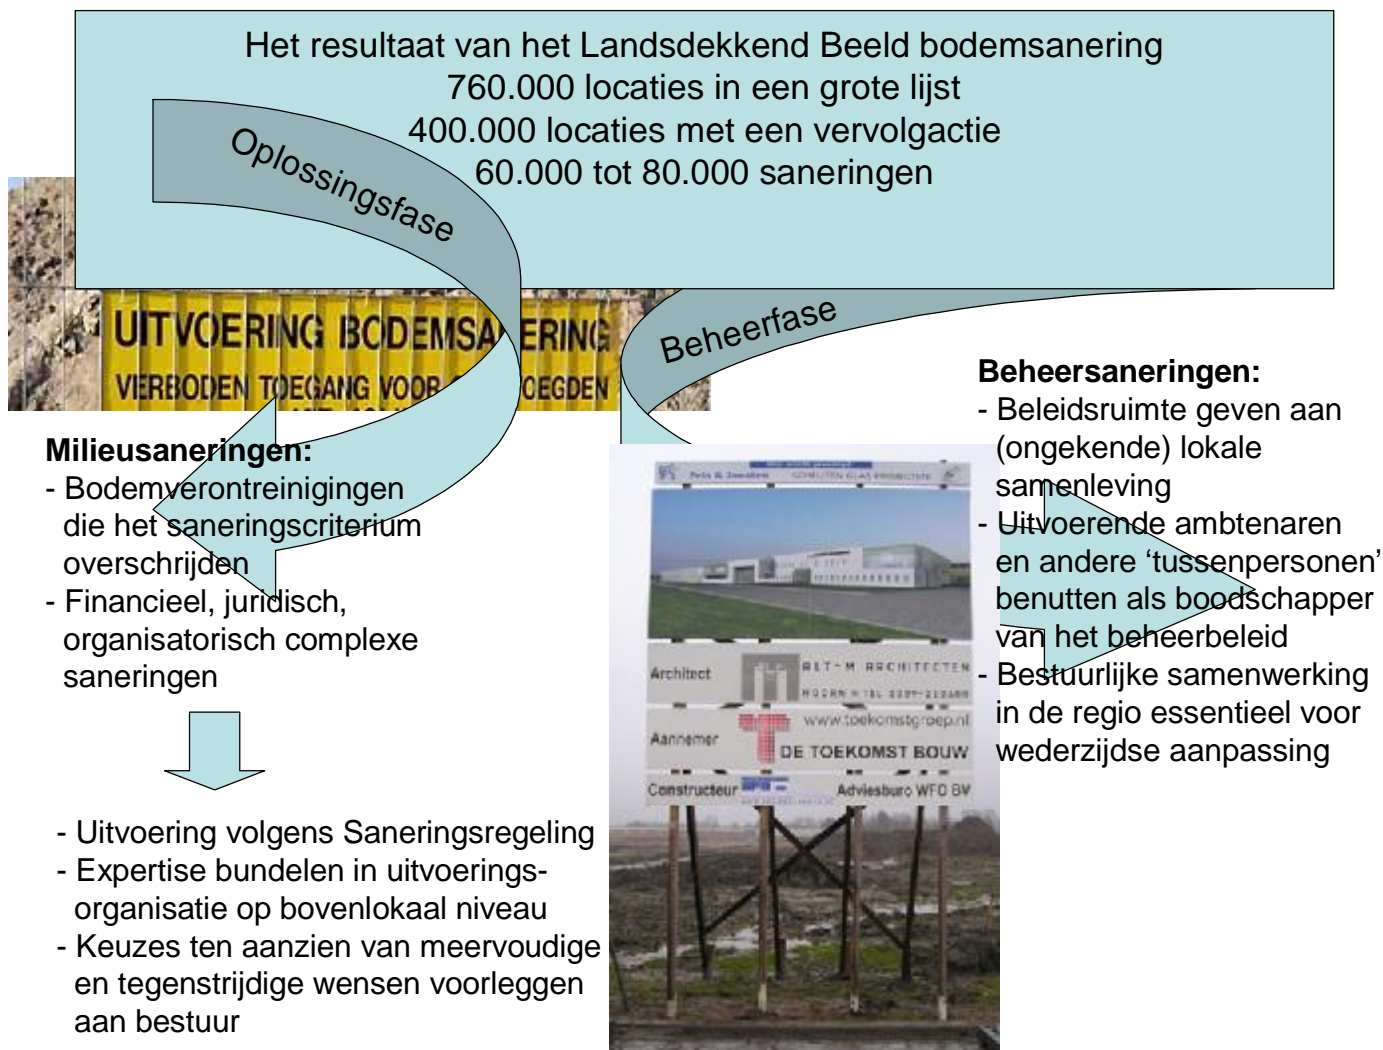 Het resultaat van het Landsdekkend Beeld bodemsanering
760.000 locaties in een grote lijst
400.000 locaties met een vervolgactie
60.000 tot 80.000 saneringen
Oplossingsfase
Beheerfase
UITVOERING BODEMSA ERING
VERBODEN TOEGANG VOOR OEGDEN
Milieusaneringen:
- Bodemverontreinigingen
die het saneringscriterium
overschrijden
- Financieel, juridisch,
organisatorisch complexe
saneringen
- Uitvoering volgens Saneringsregeling
- Expertise bundelen in uitvoerings-
organisatie op bovenlokaal niveau
- Keuzes ten aanzien van meervoudige
en tegenstrijdige wensen voorleggen
aan bestuur
Architect
ARCHITECTEN
Aannemer
www.toekomstgroep.nl
DE TOEKOMST BOUW
Constructeur
Adviesburo WFO BV
Beheersaneringen:
- Beleidsruimte geven aan
(ongekende) lokale
samenleving
- Uitvoerende ambtenaren
en andere ‘tussenpersonen’
benutten als boodschapper
van het beheerbeleid
- Bestuurlijke samenwerking
in de regio essentieel voor
wederzijdse aanpassing